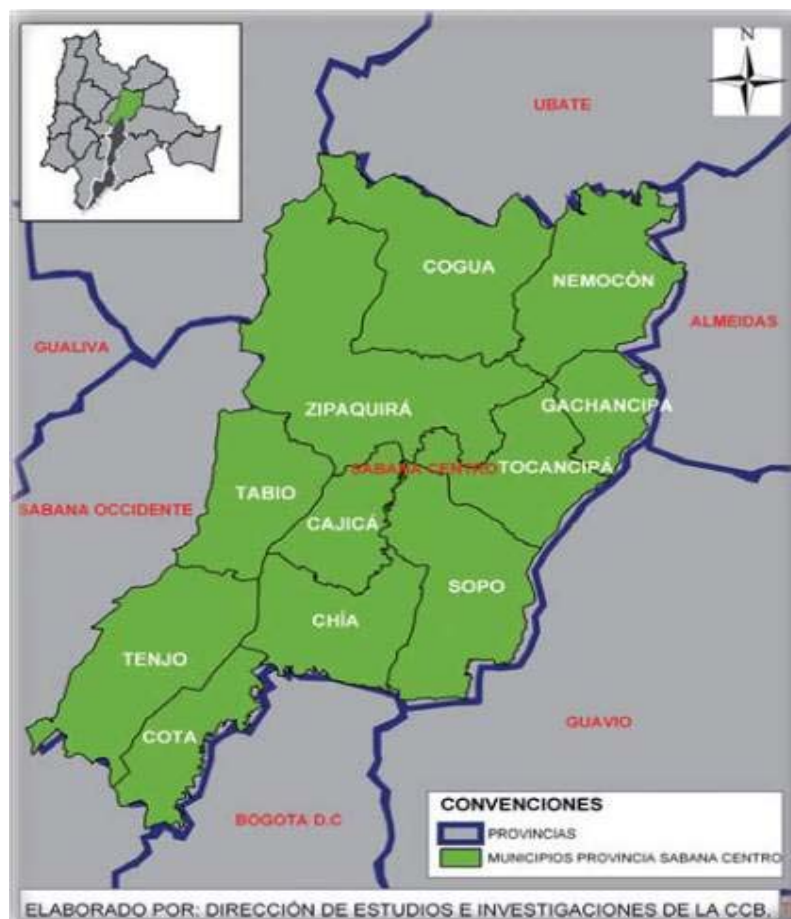 N
UBATE
COGUA
NEMOCÓN
ALMEIDAS
GUALIVA
GACHANCIPA
ZIPAQUIRÁ
SABANA CENTRO
TOCANCIPÁ
TABIO
SABANA OCCIDENTE
CAJICÁ
SOPO
CHÍA
TENJO
GUAVIO
COTA
BOGOTA D.C
CONVENCIONES
PROVINCIAS
MUNICIPIOS PROVINCIA SABANA CENTRO
ELABORADO POR: DIRECCIÓN DE ESTUDIOS E INVESTIGACIONES DE LA CCB.